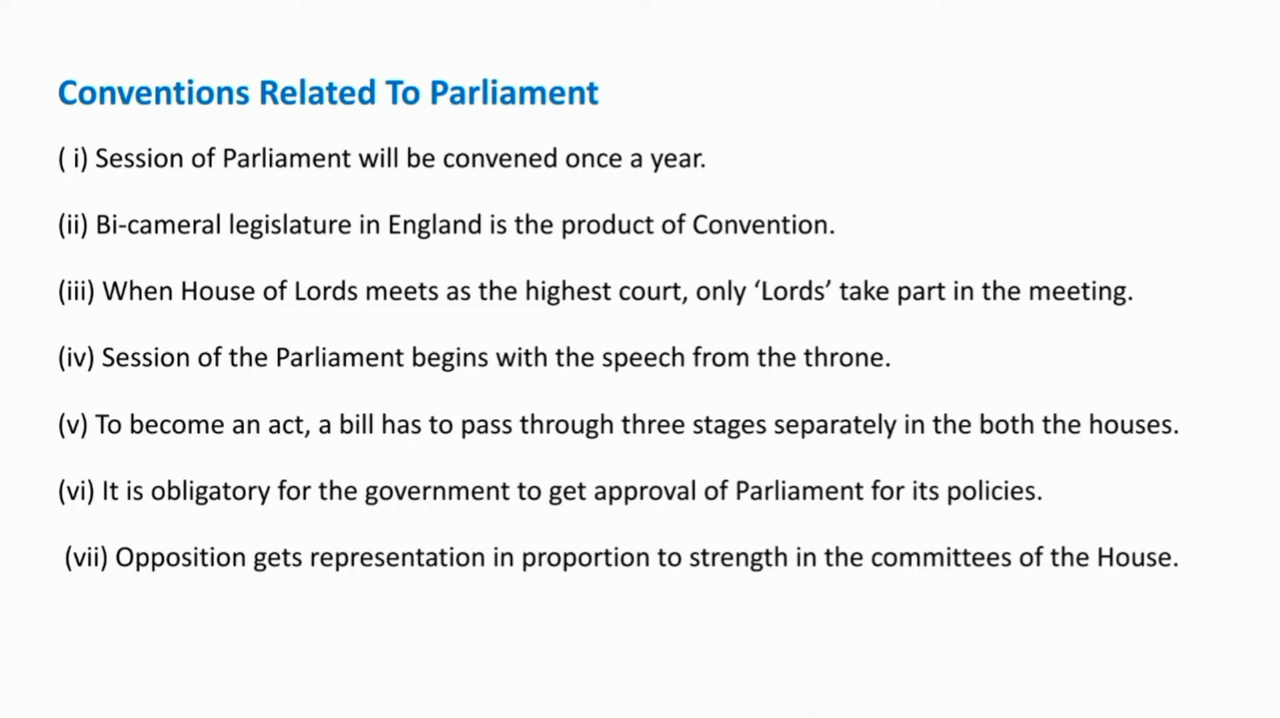 Conventions Related To Parliament
( i) Session of Parliament will be convened once a year.
(ii) Bi-cameral legislature in England is the product of Convention.
(iii) When House of Lords meets as the highest court, only ‘Lords’ take part in the meeting.
(iv) Session of the Parliament begins with the speech from the throne.
(v) To become an act, a bill has to pass through three stages separately in the both the houses.
(vi) It is obligatory for the government to get approval of Parliament for its policies.
(vii) Opposition gets representation in proportion to strength in the committees of the House.